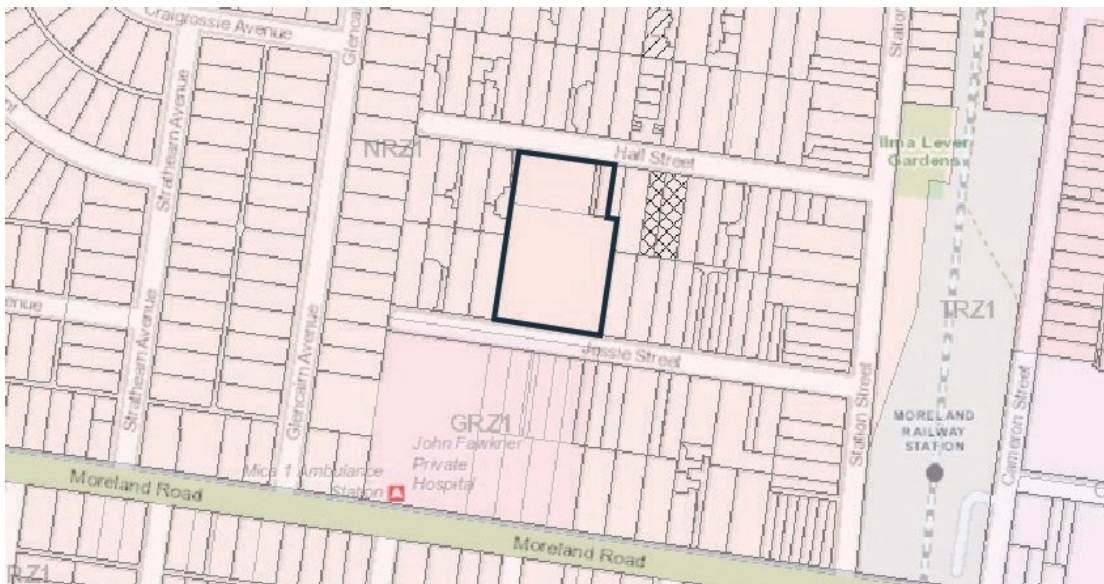 Craigrossie Avenue
Glencai
Station
Strathearn Avenue
NRZ1
Hall Street
Ilma Lever
Gardens
enue
Strathearn Avenue
Glencairn Avenue
Jessie Street
TRZ1
GRZ1
John Fawkner
Private
Hospital
Mica 1 Ambulance
Station
A
Station Street
MORELAND
RAILWAY
STATION
Cameron Street
Moreland Road
Moreland Road
RZ1